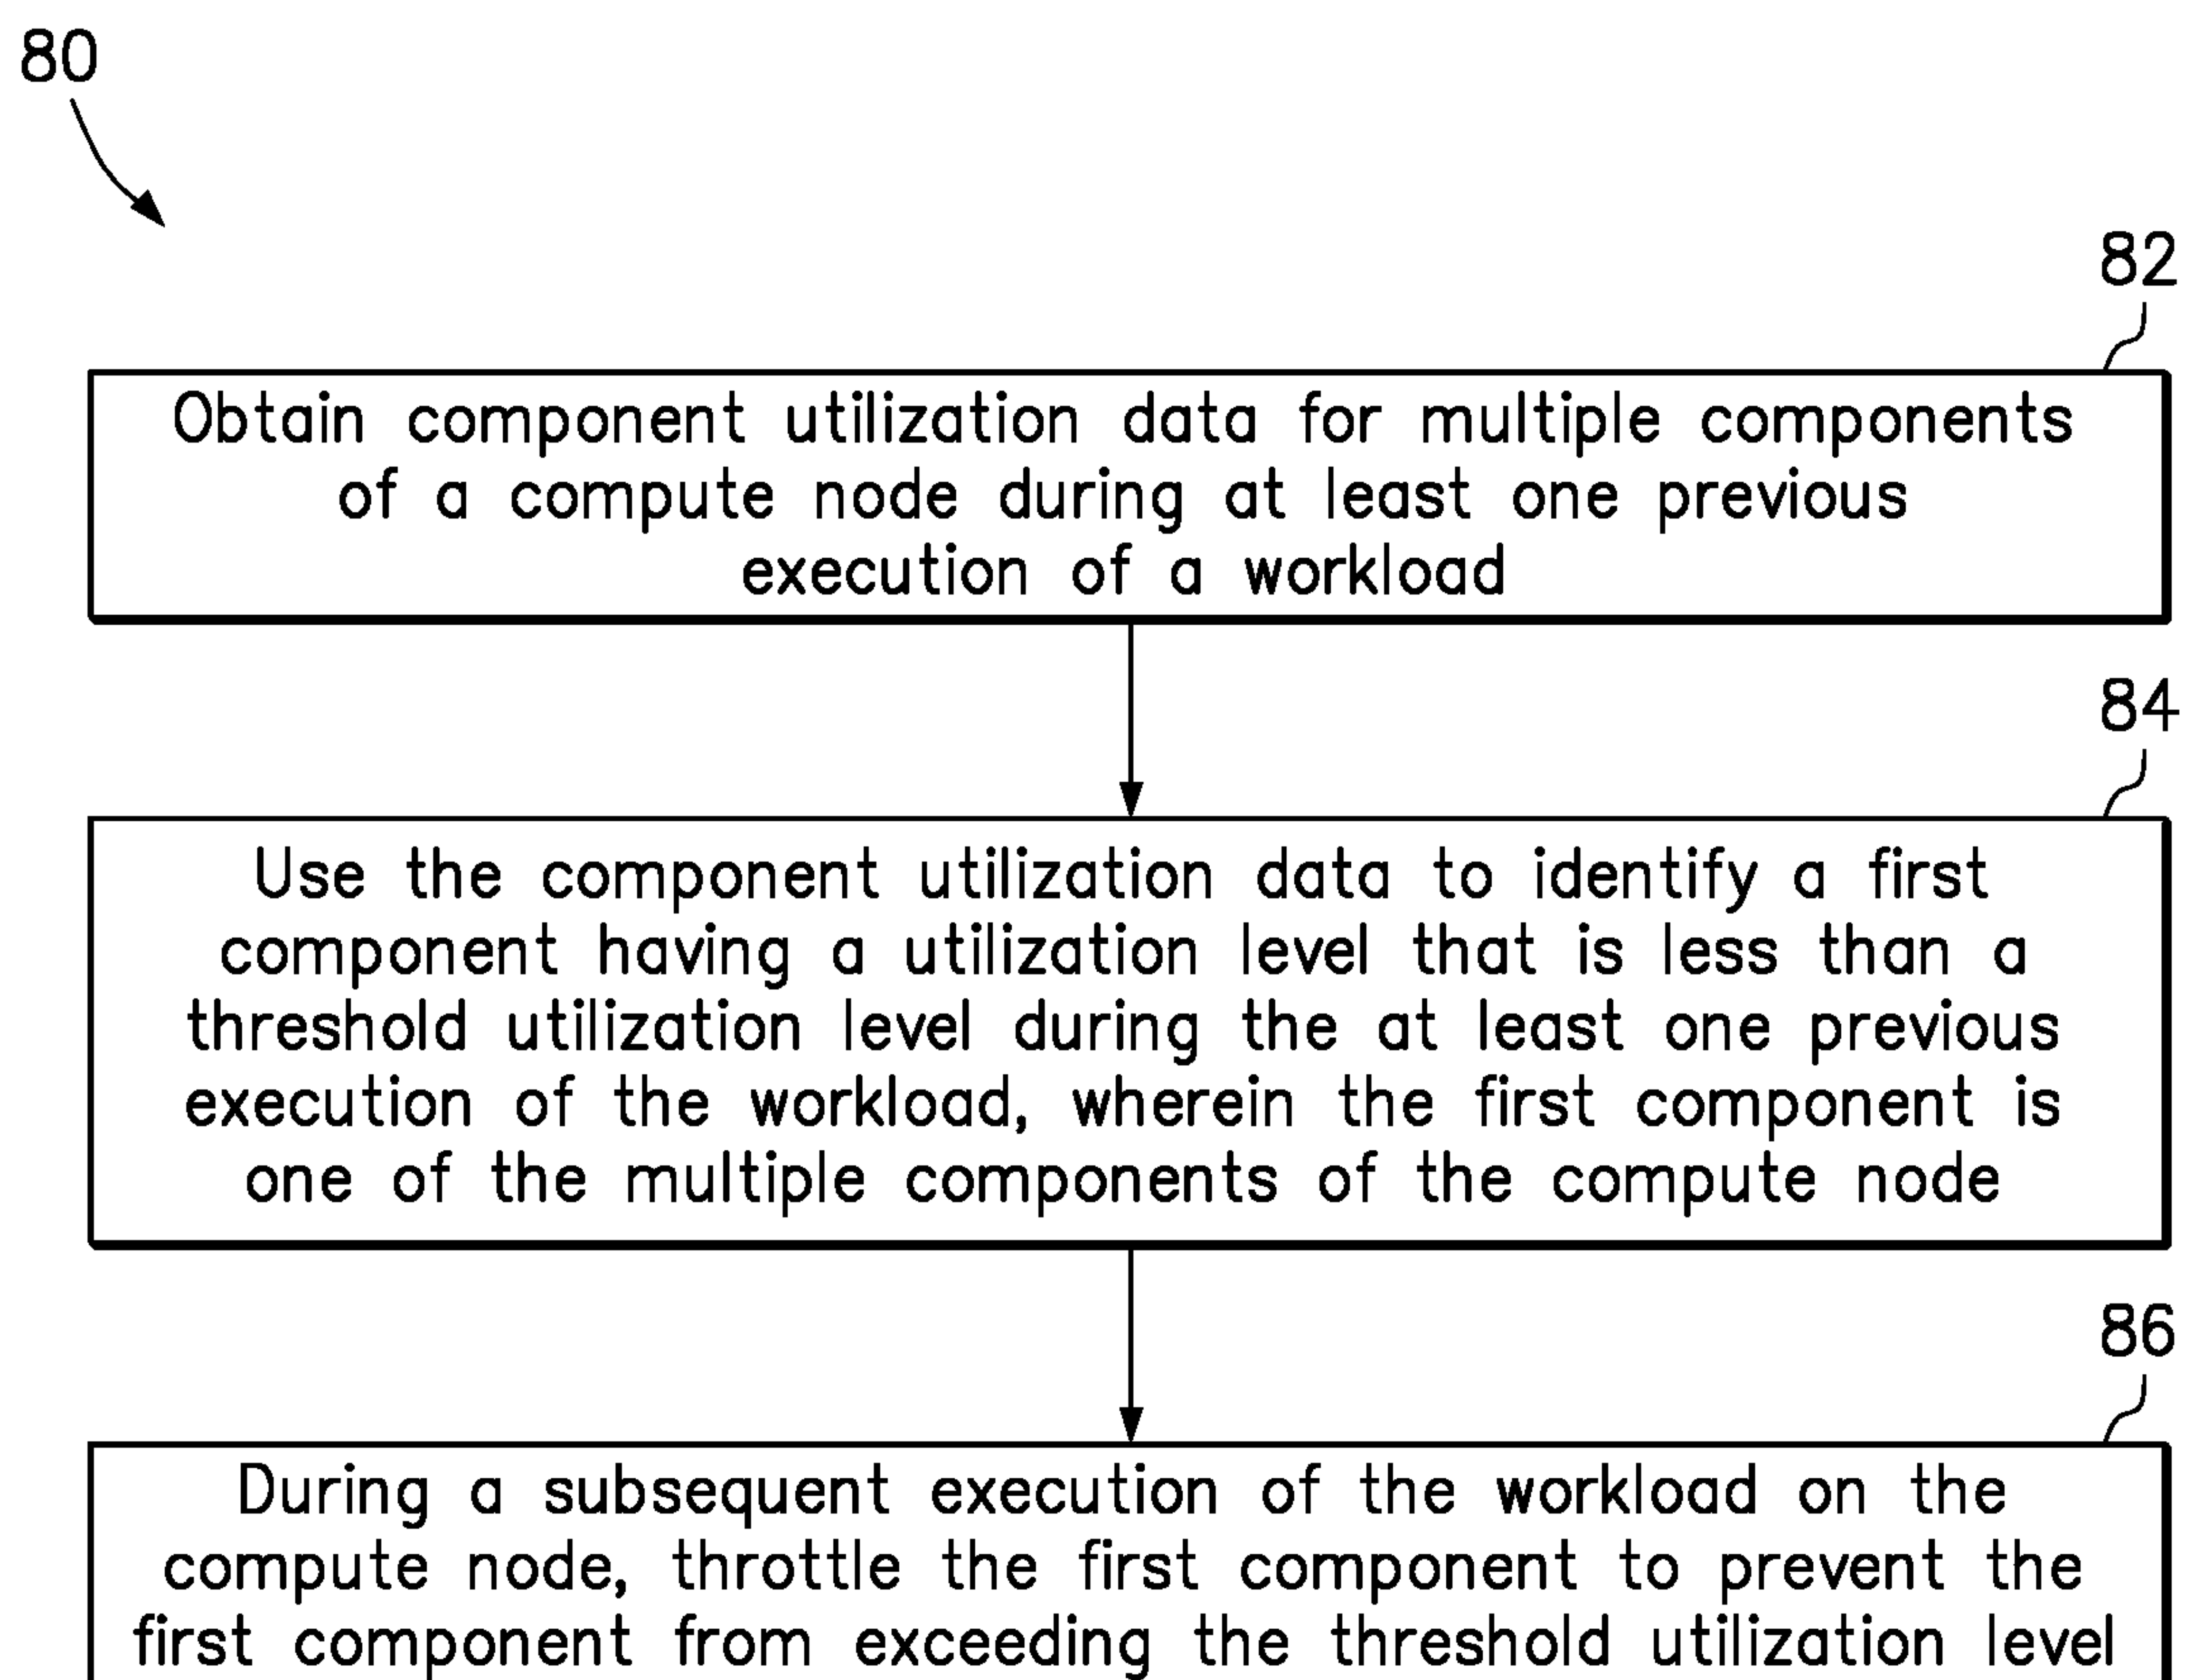 80
82
Obtain component utilization data for multiple components
of a compute node during at least one previous
execution of a workload
84
Use the component utilization data to identify a first
component having a utilization level that is less than a
threshold utilization level during the at least one previous
execution of the workload, wherein the first component is
one of the multiple components of the compute node
86
During a subsequent execution of the workload on the
compute node, throttle the first component to prevent the
first component from exceeding the threshold utilization level